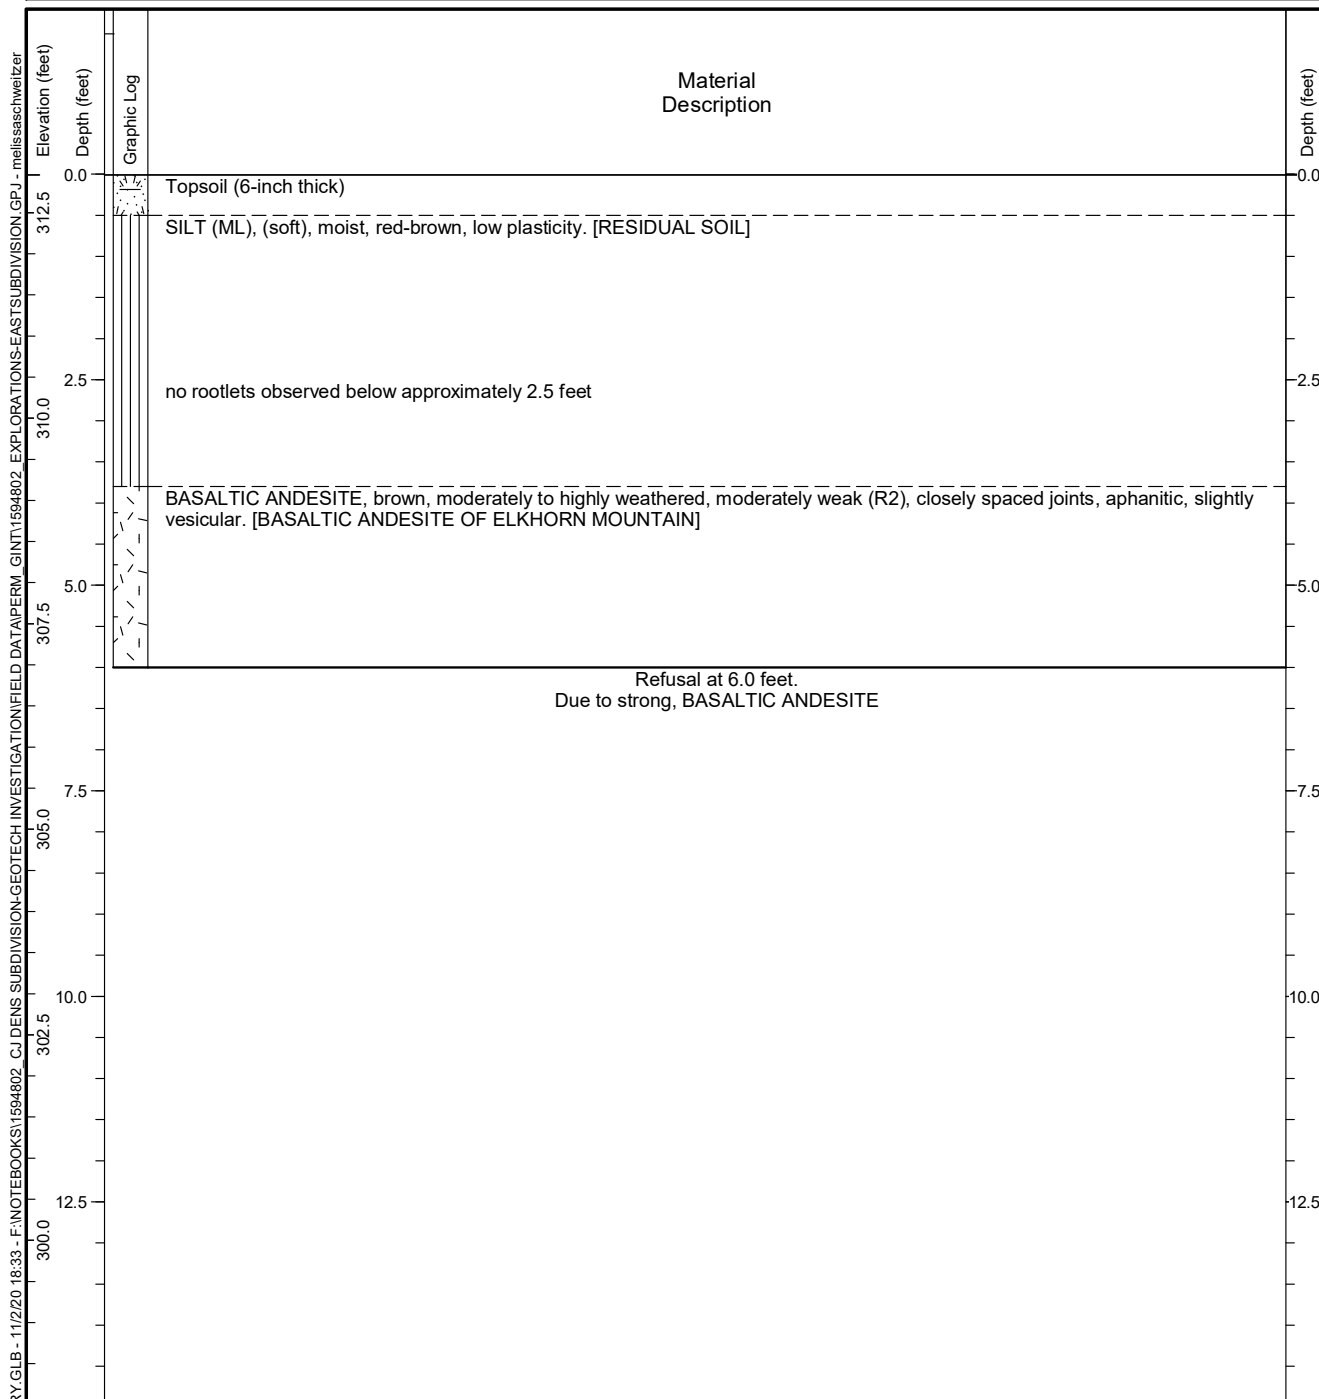 RY.GLB - 11/2/20 18:33 - F:\NOTEBOOKS\1594802_CJ DENS SUBDIVISION-GEOTECH INVESTIGATION\FIELD DATA\PERM_GINT\1594802_EXPLORATIONS-EASTSUBDIVISION.GPJ - melissaschweitzer
Elevation (feet)
Depth (feet)
Graphic Log
Material
Description
Depth (feet)
0.0
0.0
Topsoil (6-inch thick)
312.5
SILT (ML), (soft), moist, red-brown, low plasticity. [RESIDUAL SOIL]
2.5
2.5
no rootlets observed below approximately 2.5 feet
310.0
BASALTIC ANDESITE, brown, moderately to highly weathered, moderately weak (R2), closely spaced joints, aphanitic, slightly
vesicular. [BASALTIC ANDESITE OF ELKHORN MOUNTAIN]
5.0
5.0
307.5
Refusal at 6.0 feet.
Due to strong, BASALTIC ANDESITE
7.5
7.5
305.0
10.0
10.0
302.5
12.5
12.5
300.0